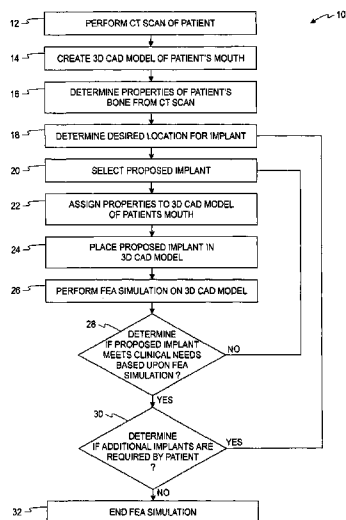 10
12
PERFORM CT SCAN OF PATIENT
14
CREATE 3D CAD MODEL OF PATIENT'S MOUTH
16
DETERMINE PROPERTIES OF PATIENT'S
BONE FROM CT SCAN
18
DETERMINE DESIRED LOCATION FOR IMPLANT
20
SELECT PROPOSED IMPLANT
22
ASSIGN PROPERTIES TO 3D CAD MODEL
OF PATIENTS MOUTH
24
PLACE PROPOSED IMPLANT IN
3D CAD MODEL
26
PERFORM FEA SIMULATION ON 3D CAD MODEL
28
DETERMINE
IF PROPOSED IMPLANT
MEETS CLINICAL NEEDS
BASED UPON FEA
SIMULATION ?
NO
YES
30
DETERMINE
IF ADDITIONAL IMPLANTS ARE
REQUIRED BY PATIENT
?
YES
NO
32
END FEA SIMULATION